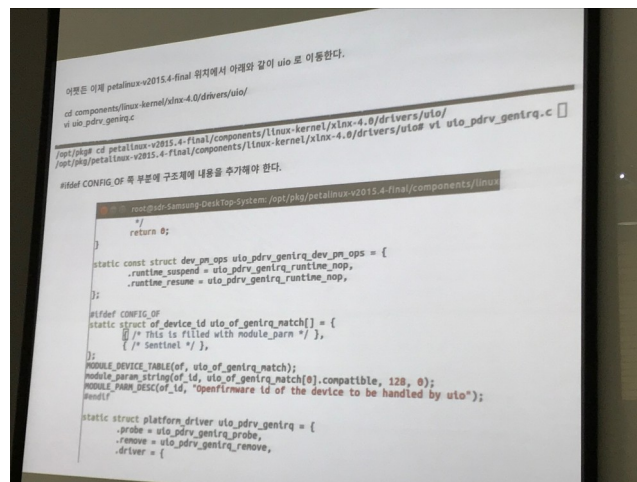 어쨋든 이제 petalinux-v2015.4-final 위치에서 아래와 같이 uio 로 이동한다.
cd components/linux-kernel/xlnx-4.0/drivers/uio/
vi uio_pdrv_genirq.c
/opt/pkg# cd petalinux-v2015.4-final/components/linux-kernel/xlnx-4.0/drivers/uio/
/opt/pkg/petalinux-v2015.4-final/components/linux-kernel/xlnx-4.0/drivers/uio# vi uio_pdrv_genirq.c
#ifdef CONFIG_OF 쪽 부분에 구조체에 내용을 추가해야 한다.
root@sdr-Samsung-DeskTop-System: /opt/pkg/petalinux-v2015.4-final/components/linux
*/
return 0;
}
static const struct dev_pm_ops uio_pdrv_genirq_dev_pm_ops = {
.runtime_suspend = uio_pdrv_genirq_runtime_nop,
.runtime_resume = uio_pdrv_genirq_runtime_nop,
};
#ifdef CONFIG_OF
static struct of_device_id uio_of_genirq_match[] = {
{ /* This is filled with module_parm */ },
{ /* Sentinel */ },
};
MODULE_DEVICE_TABLE(of, uio_of_genirq_match);
module_param_string(of_id, uio_of_genirq_match[0].compatible, 128, 0);
MODULE_PARM_DESC(of_id, "Openfirmware id of the device to be handled by uio");
#endif
static struct platform_driver uio_pdrv_genirq = {
.probe = uio_pdrv_genirq_probe,
.remove = uio_pdrv_genirq_remove,
.driver = {